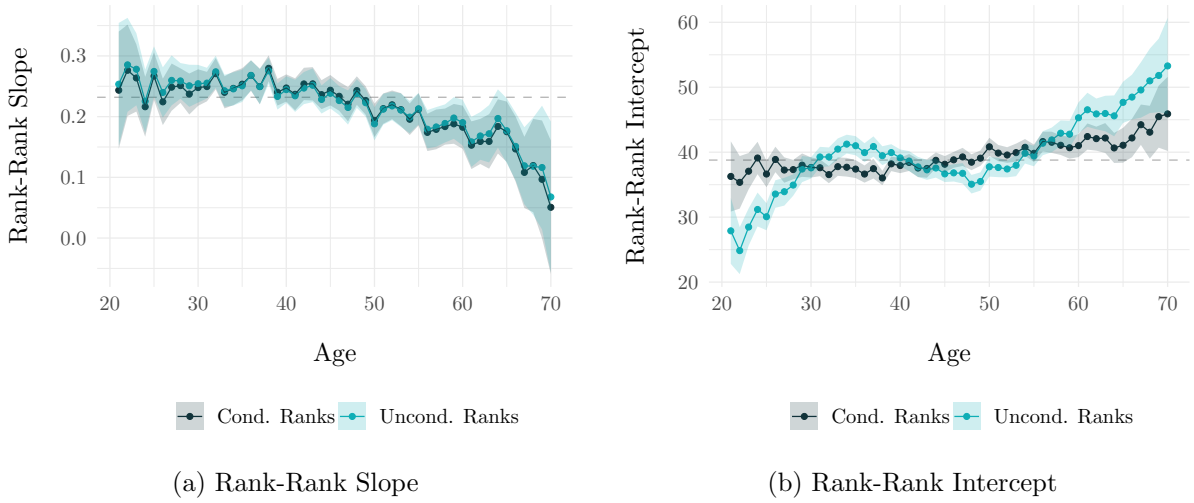 Rank-Rank Slope
0.3
0.2
0.1
0.0
20 30 40 50 60 70
Age
Cond. Ranks Uncond. Ranks
(a) Rank-Rank Slope
Rank-Rank Intercept
60
50
40
30
20
20 30 40 50 60 70
Age
Cond. Ranks Uncond. Ranks
(b) Rank-Rank Intercept